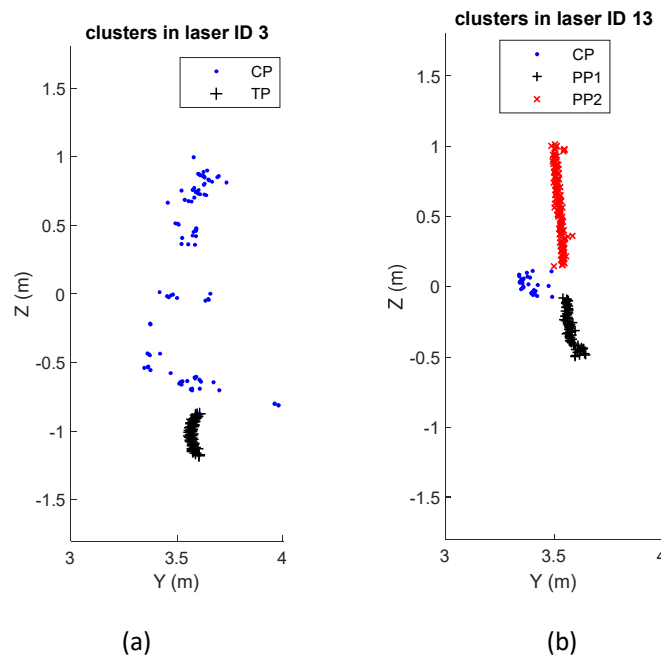 clusters in laser ID 3
CP
TP
1.5
1
0.5
0
-0.5
-1
-1.5
Z (m)
3
3.5
4
Y (m)
(a)
clusters in laser ID 13
CP
PP1
PP2
1.5
1
0.5
0
-0.5
-1
-1.5
Z (m)
3
3.5
4
Y (m)
(b)